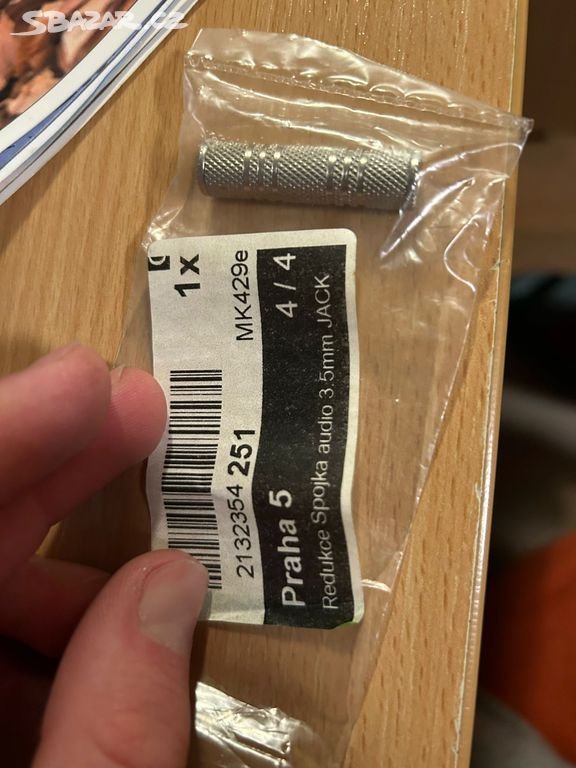 SBAZAR.CZ
1x
MK429e
2132354 251
4 / 4
Praha 5
Redukce Spojka audio 3.5mm JACK